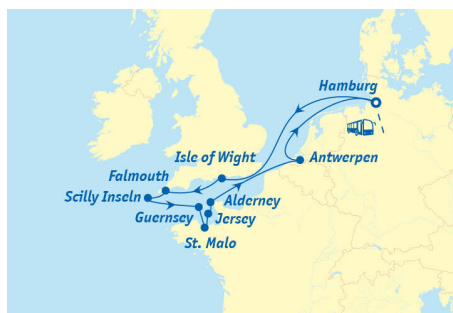 Hamburg
Isle of Wight
Antwerpen
Falmouth
Scilly Inseln
Alderney
Guernsey
Jersey
St. Malo